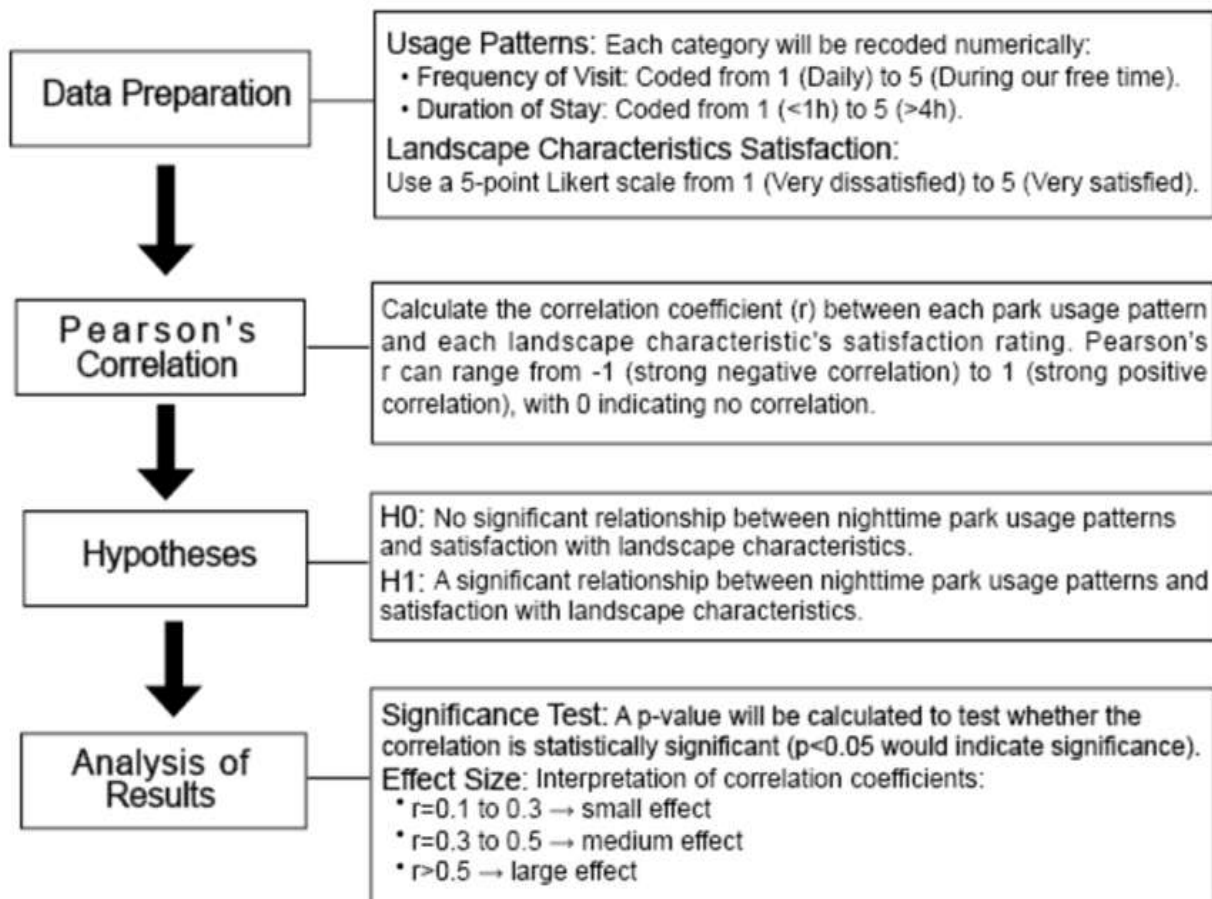 Data Preparation
Usage Patterns: Each category will be recoded numerically:
• Frequency of Visit: Coded from 1 (Daily) to 5 (During our free time).
• Duration of Stay: Coded from 1 (<1h) to 5 (>4h).
Landscape Characteristics Satisfaction:
Use a 5-point Likert scale from 1 (Very dissatisfied) to 5 (Very satisfied).
Pearson's
Correlation
Calculate the correlation coefficient (r) between each park usage pattern
and each landscape characteristic's satisfaction rating. Pearson's
r can range from -1 (strong negative correlation) to 1 (strong positive
correlation), with 0 indicating no correlation.
Hypotheses
H0: No significant relationship between nighttime park usage patterns
and satisfaction with landscape characteristics.
H1: A significant relationship between nighttime park usage patterns and
satisfaction with landscape characteristics.
Analysis of
Results
Significance Test: A p-value will be calculated to test whether the
correlation is statistically significant (p<0.05 would indicate significance).
Effect Size: Interpretation of correlation coefficients:
• r=0.1 to 0.3 → small effect
• r=0.3 to 0.5 → medium effect
• r>0.5 → large effect